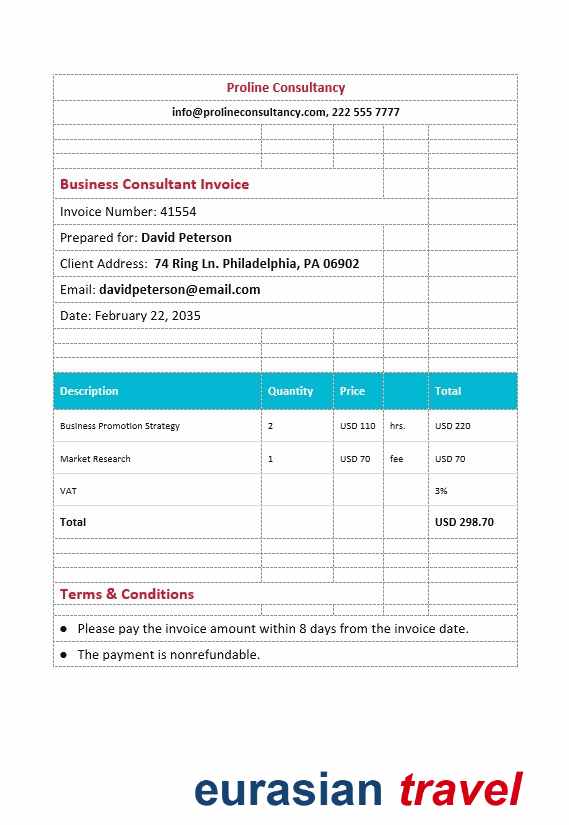 Proline Consultancy
info@prolineconsultancy.com, 222 555 7777
Business Consultant Invoice
Invoice Number: 41554
Prepared for: David Peterson
Client Address: 74 Ring Ln. Philadelphia, PA 06902
Email: davidpeterson@email.com
Date: February 22, 2035
Description Quantity Price Total
Business Promotion Strategy 2 USD 110 hrs. USD 220
Market Research 1 USD 70 fee USD 70
VAT 3%
Total USD 298.70
Terms & Conditions
● Please pay the invoice amount within 8 days from the invoice date.
● The payment is nonrefundable.
eurasian travel